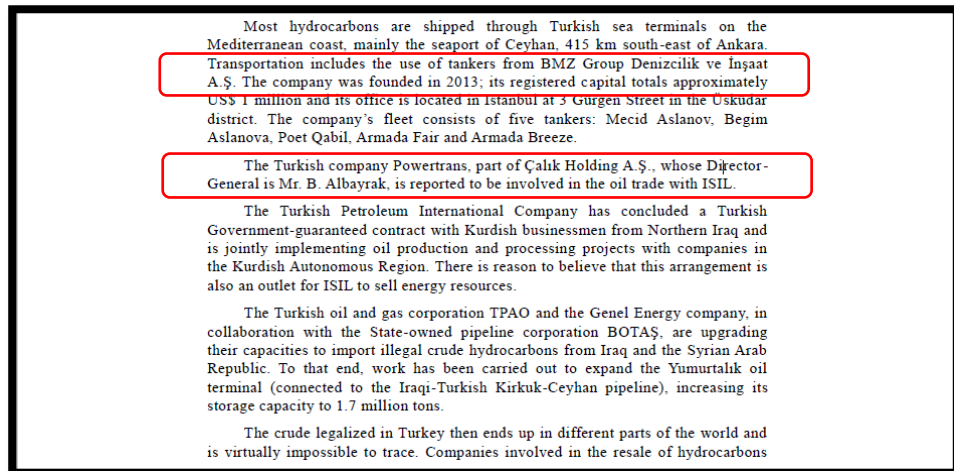 Most hydrocarbons are shipped through Turkish sea terminals on the
Mediterranean coast, mainly the seaport of Ceyhan, 415 km south-east of Ankara.
Transportation includes the use of tankers from BMZ Group Denizcilik ve İnşaat
A.Ş. The company was founded in 2013; its registered capital totals approximately
US$ 1 million and its office is located in Istanbul at 3 Gürgen Street in the Üsküdar
district. The company's fleet consists of five tankers: Mecid Aslanov, Begim
Aslanova, Poet Qabil, Armada Fair and Armada Breeze.
The Turkish company Powertrans, part of Çalık Holding A.Ş., whose Director-
General is Mr. B. Albayrak, is reported to be involved in the oil trade with ISIL.
The Turkish Petroleum International Company has concluded a Turkish
Government-guaranteed contract with Kurdish businessmen from Northern Iraq and
is jointly implementing oil production and processing projects with companies in
the Kurdish Autonomous Region. There is reason to believe that this arrangement is
also an outlet for ISIL to sell energy resources.
The Turkish oil and gas corporation TPAO and the Genel Energy company, in
collaboration with the State-owned pipeline corporation BOTAŞ, are upgrading
their capacities to import illegal crude hydrocarbons from Iraq and the Syrian Arab
Republic. To that end, work has been carried out to expand the Yumurtalık oil
terminal (connected to the Iraqi-Turkish Kirkuk-Ceyhan pipeline), increasing its
storage capacity to 1.7 million tons.
The crude legalized in Turkey then ends up in different parts of the world and
is virtually impossible to trace. Companies involved in the resale of hydrocarbons